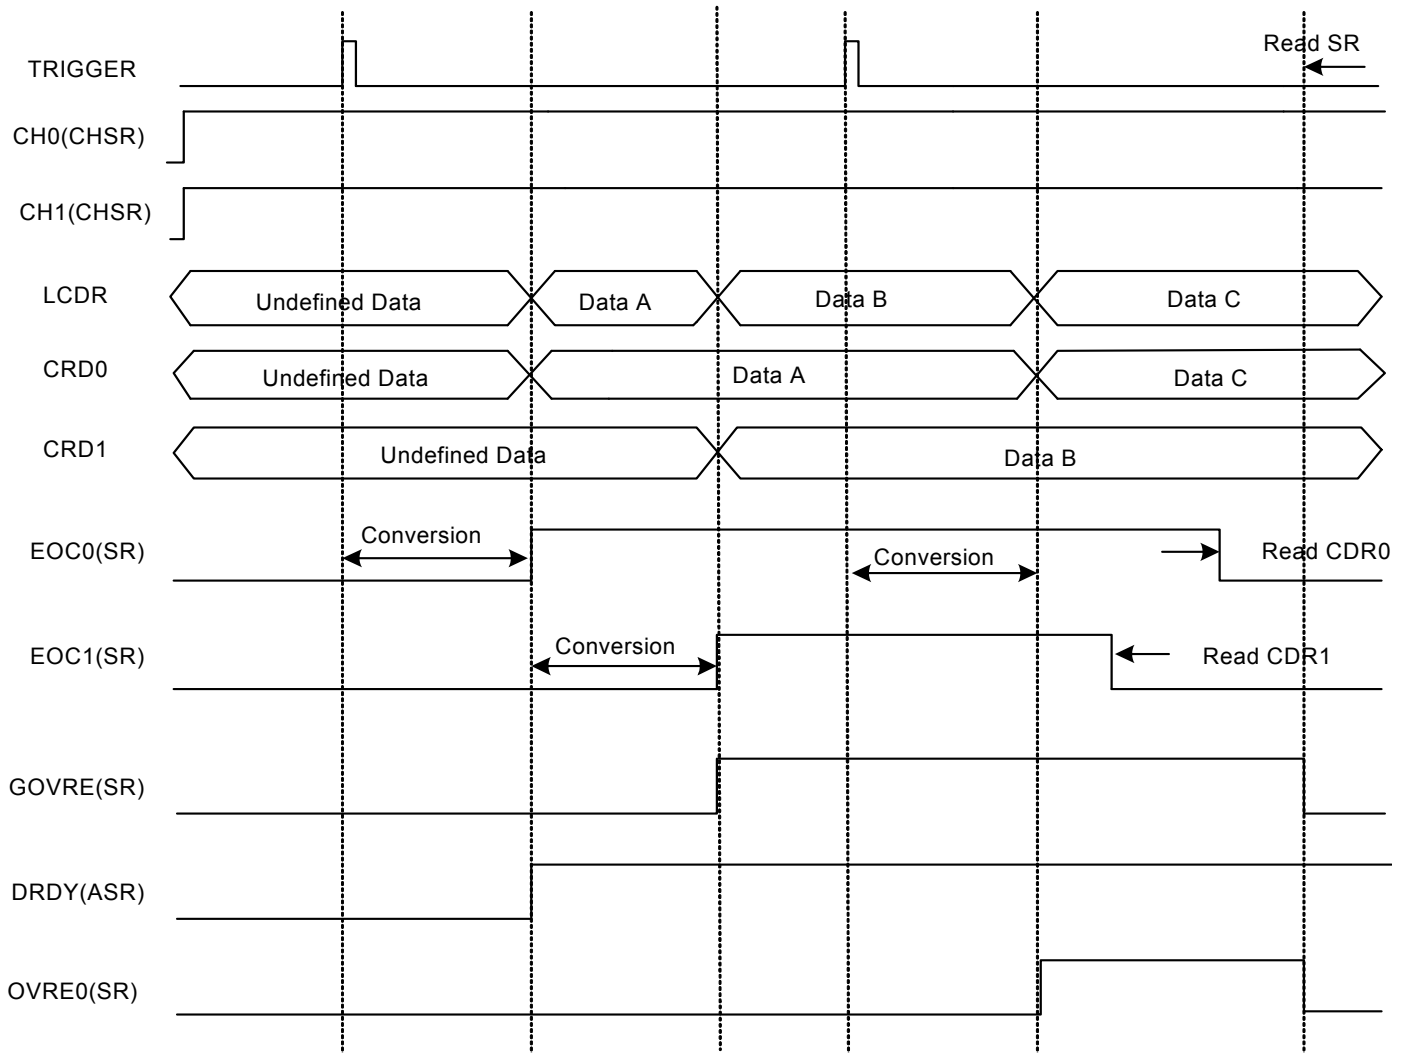 Read SR
TRIGGER
CH0(CHSR)
CH1(CHSR)
LCDR
Undefined Data
Data A
Data B
Data C
CRD0
Undefined Data
Data A
Data C
CRD1
Undefined Data
Data B
EOC0(SR)
Conversion
Conversion
Read CDR0
EOC1(SR)
Conversion
Read CDR1
GOVRE(SR)
DRDY(ASR)
OVRE0(SR)